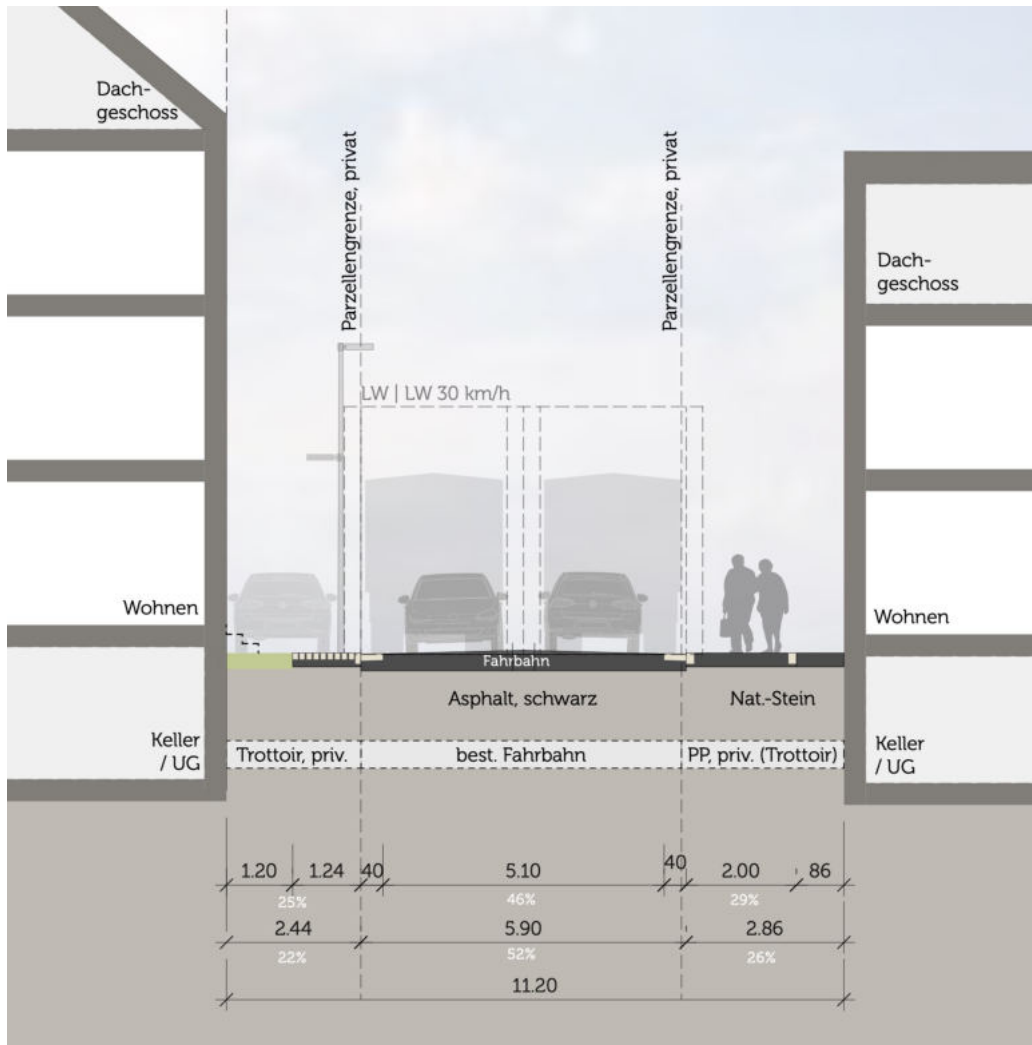 Dach-
geschoss
Parzellengrenze, privat
Parzellengrenze, privat
Dach-
geschoss
LW | LW 30 km/h
Wohnen
Wohnen
Fahrbahn
Asphalt, schwarz
Nat.-Stein
Keller
/ UG
Trottoir, priv.
best. Fahrbahn
PP, priv. (Trottoir)
Keller
/ UG
1.20
1.24
40
5.10
40
2.00
86
25%
46%
29%
2.44
5.90
2.86
22%
52%
26%
11.20